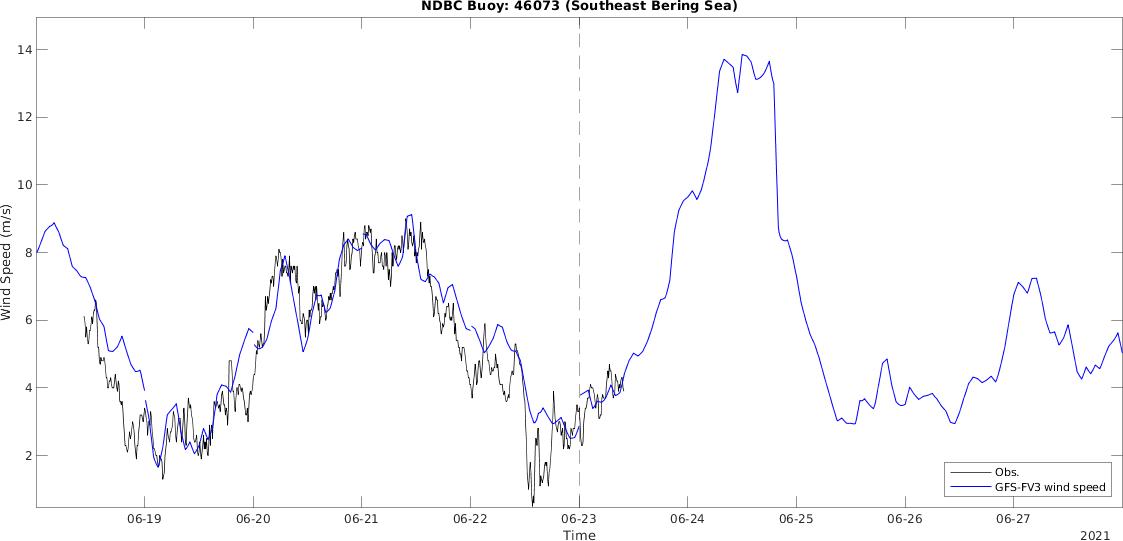 NDBC Buoy: 46073 (Southeast Bering Sea)
Wind Speed (m/s)
14
12
10
8
6
4
2
Obs.
GFS-FV3 wind speed
06-19 06-20 06-21 06-22 06-23 06-24 06-25 06-26 06-27
Time
2021